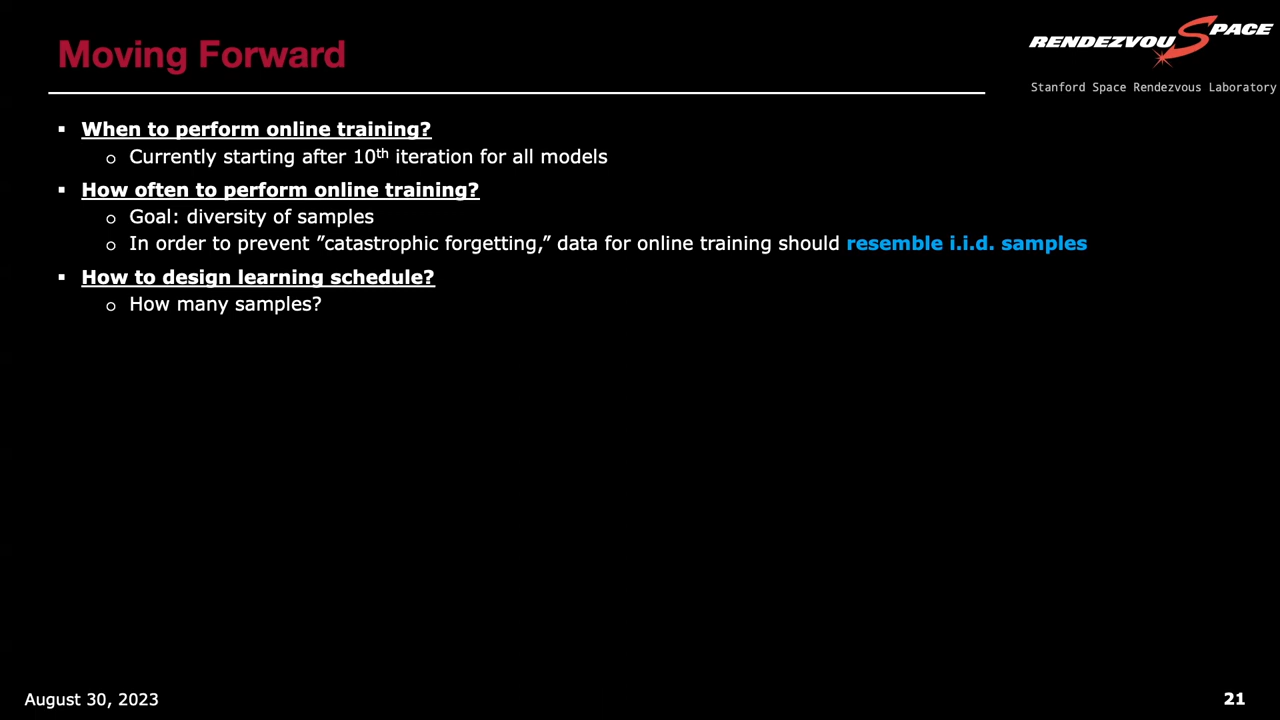 Moving Forward
RENDEZVOUSPACE
Stanford Space Rendezvous Laboratory
▪ When to perform online training?
o Currently starting after 10th iteration for all models
▪ How often to perform online training?
o Goal: diversity of samples
o In order to prevent ”catastrophic forgetting,” data for online training should resemble i.i.d. samples
▪ How to design learning schedule?
o How many samples?
August 30, 2023
21